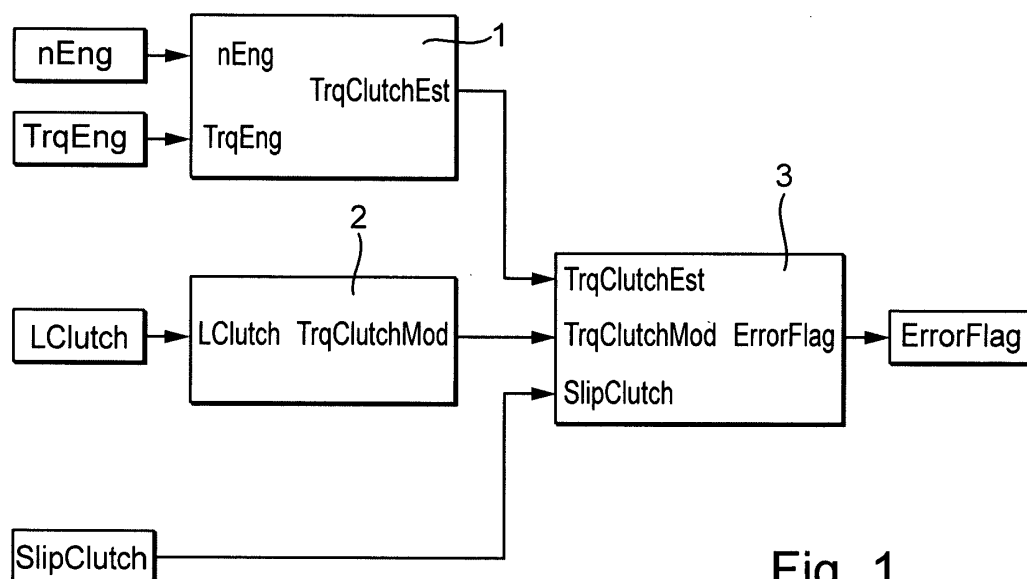 nEng
TrqEng
nEng
TrqClutchEst
TrqEng
1
LClutch
LClutch TrqClutchMod
2
TrqClutchEst
TrqClutchMod ErrorFlag
SlipClutch
3
ErrorFlag
SlipClutch
Fig. 1